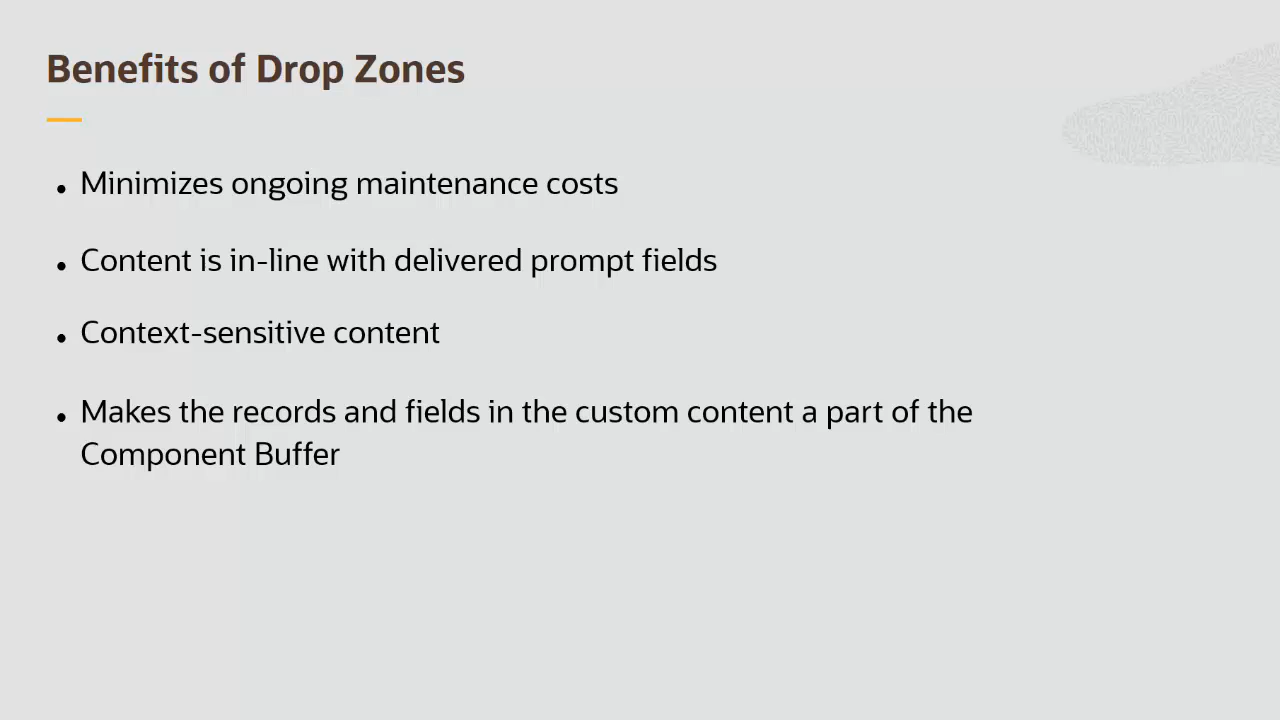 Benefits of Drop Zones
• Minimizes ongoing maintenance costs
• Content is in-line with delivered prompt fields
• Context-sensitive content
• Makes the records and fields in the custom content a part of the
Component Buffer